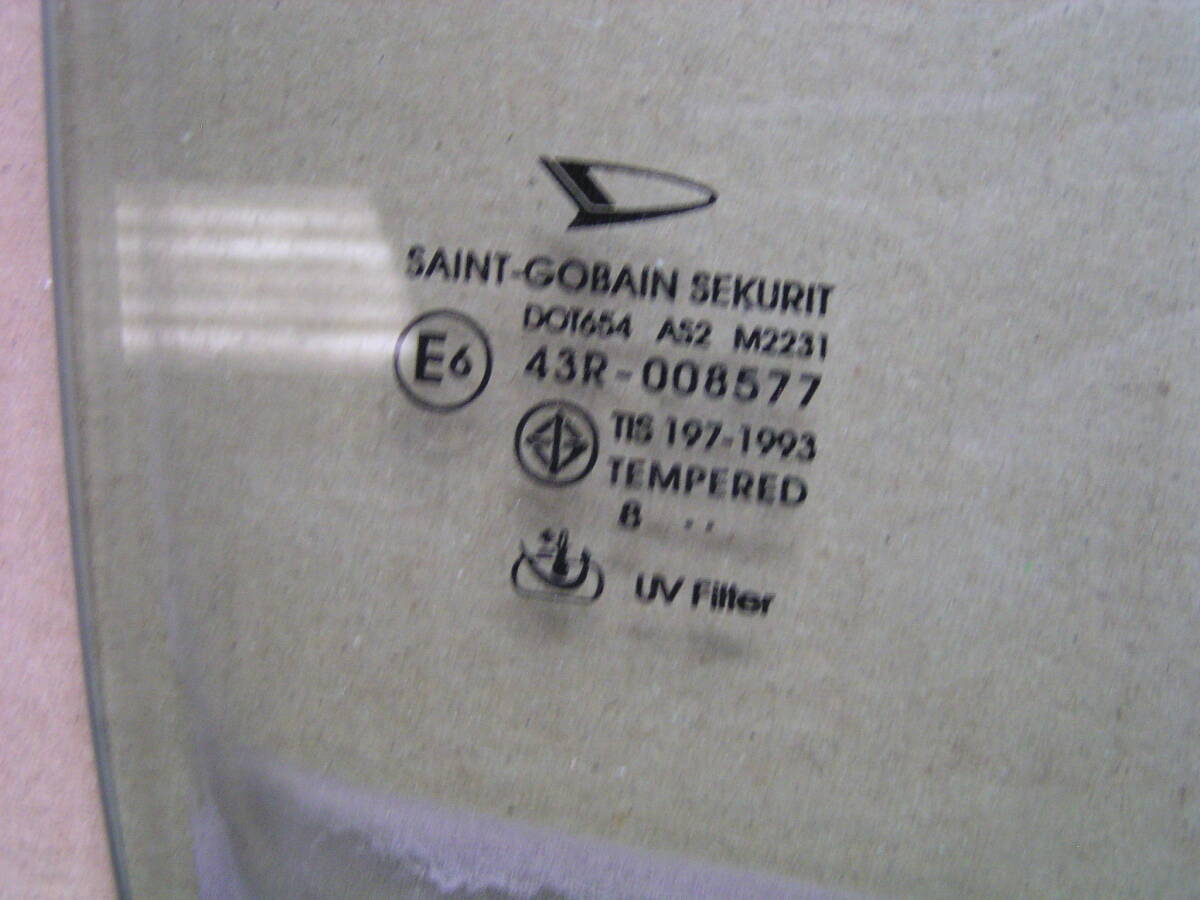 SAINT-GOBAIN SEKURIT
DOT654 AS2 M2231
E6 43R-008577
TIS 197-1993
TEMPERED
8 ..
UV Filter